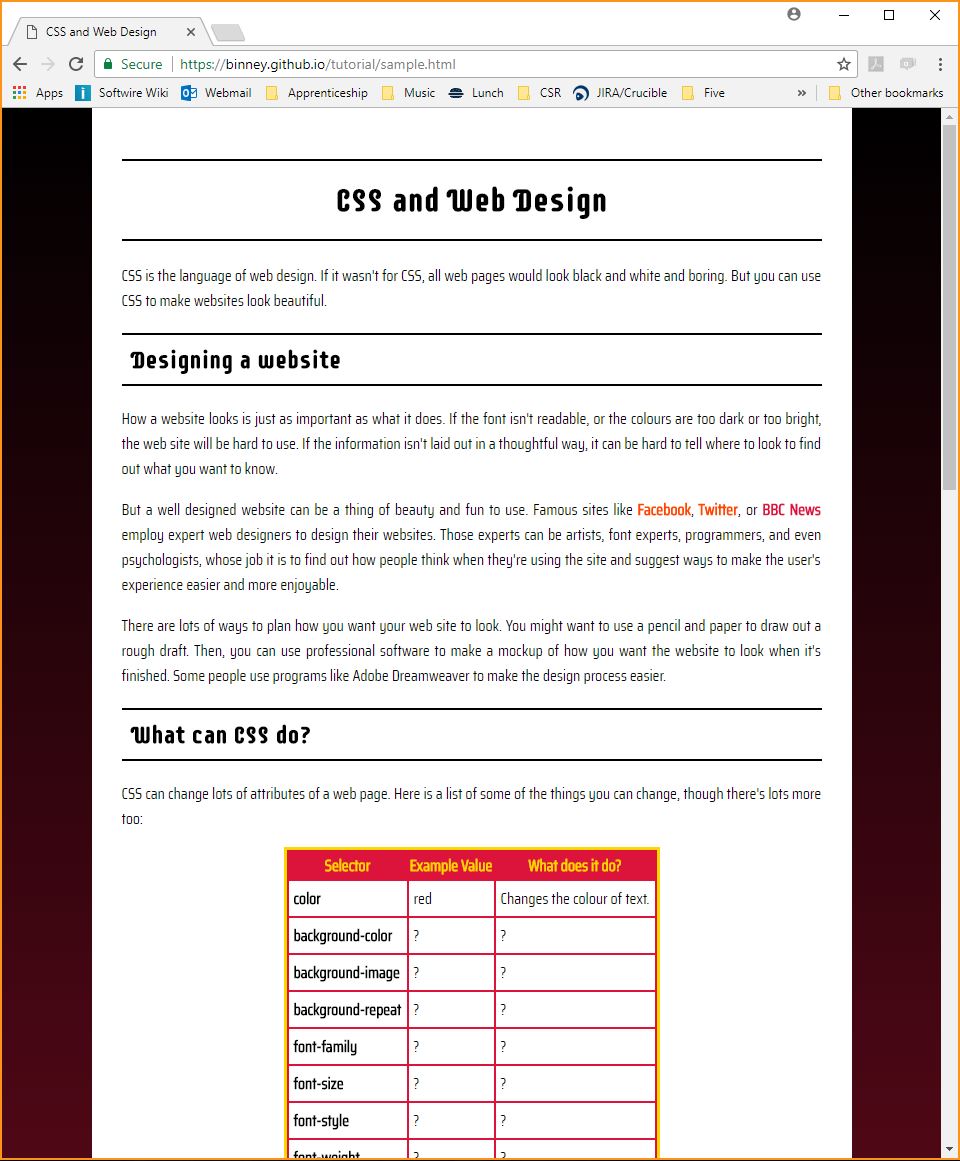 CSS and Web Design
Secure https://binney.github.io/tutorial/sample.html
Apps Softwire Wiki Webmail Apprenticeship Music Lunch CSR JIRA/Crucible Five » Other bookmarks
CSS and Web Design
CSS is the language of web design. If it wasn't for CSS, all web pages would look black and white and boring. But you can use
CSS to make websites look beautiful.
Designing a website
How a website looks is just as important as what it does. If the font isn't readable, or the colours are too dark or too bright,
the web site will be hard to use. If the information isn't laid out in a thoughtful way, it can be hard to tell where to look to find
out what you want to know.
But a well designed website can be a thing of beauty and fun to use. Famous sites like Facebook, Twitter, or BBC News
employ expert web designers to design their websites. Those experts can be artists, font experts, programmers, and even
psychologists, whose job it is to find out how people think when they're using the site and suggest ways to make the user's
experience easier and more enjoyable.
There are lots of ways to plan how you want your web site to look. You might want to use a pencil and paper to draw out a
rough draft. Then, you can use professional software to make a mockup of how you want the website to look when it's
finished. Some people use programs like Adobe Dreamweaver to make the design process easier.
What can CSS do?
CSS can change lots of attributes of a web page. Here is a list of some of the things you can change, though there's lots more
too:
Selector Example Value What does it do?
color red Changes the colour of text.
background-color ? ?
background-image ? ?
background-repeat ? ?
font-family ? ?
font-size ? ?
font-style ? ?
font-weight ? ?